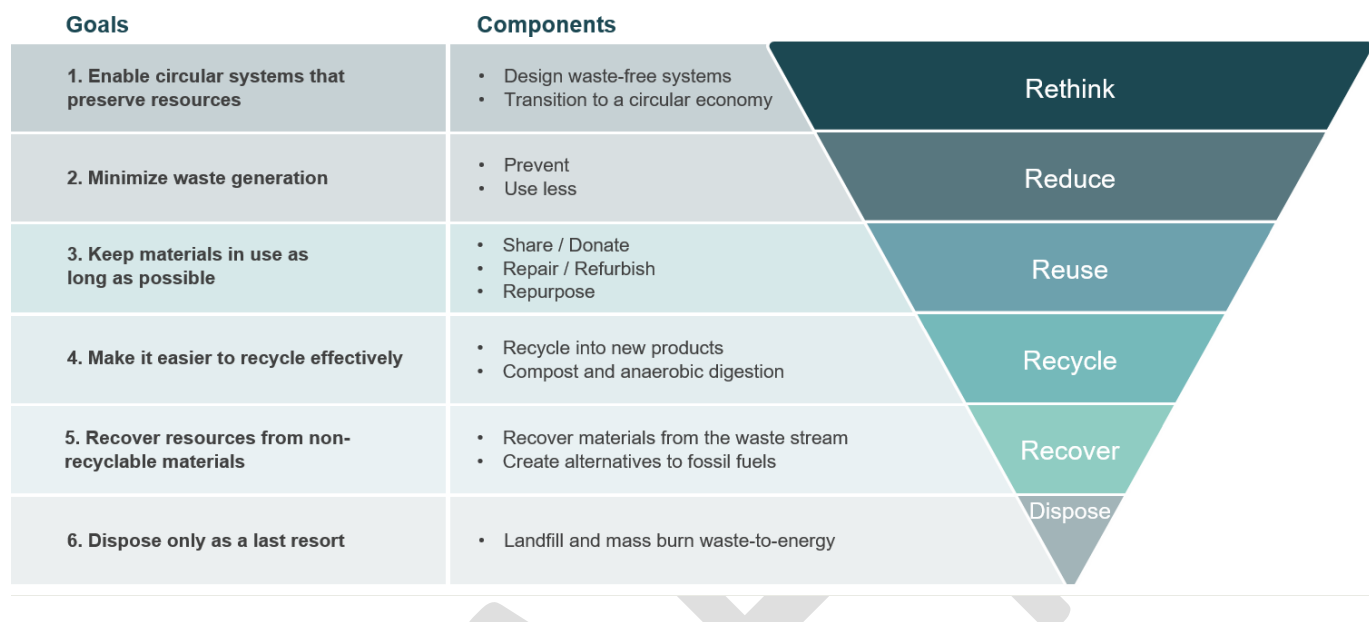 Goals
Components
1. Enable circular systems that
preserve resources
• Design waste-free systems
• Transition to a circular economy
Rethink
2. Minimize waste generation
• Prevent
• Use less
Reduce
3. Keep materials in use as
long as possible
• Share / Donate
• Repair / Refurbish
• Repurpose
Reuse
4. Make it easier to recycle effectively
• Recycle into new products
• Compost and anaerobic digestion
Recycle
5. Recover resources from non-
recyclable materials
• Recover materials from the waste stream
• Create alternatives to fossil fuels
Recover
6. Dispose only as a last resort
• Landfill and mass burn waste-to-energy
Dispose